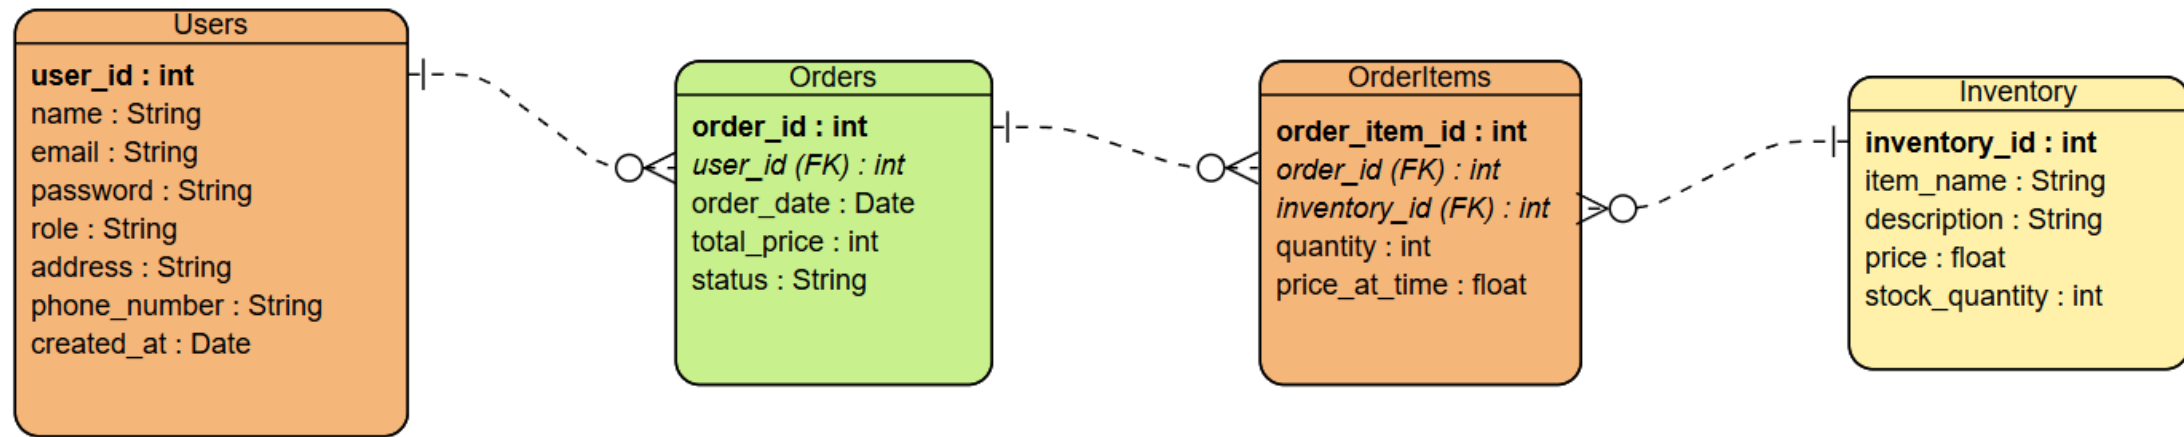 Users
user_id : int
name : String
email : String
password : String
role : String
address : String
phone_number : String
created_at : Date
Orders
order_id : int
user_id (FK) : int
order_date : Date
total_price : int
status : String
OrderItems
order_item_id : int
order_id (FK) : int
inventory_id (FK) : int
quantity : int
price_at_time : float
Inventory
inventory_id : int
item_name : String
description : String
price : float
stock_quantity : int